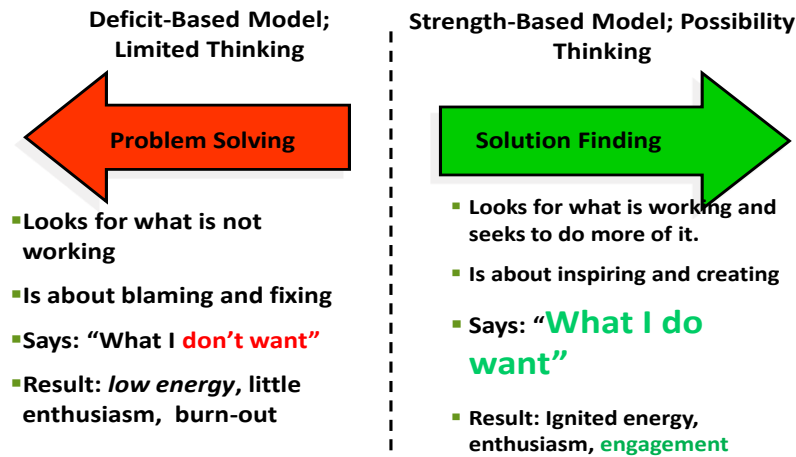 Deficit-Based Model;
Limited Thinking
Problem Solving
▪Looks for what is not
working
▪Is about blaming and fixing
▪Says: “What I don’t want”
▪Result: low energy, little
enthusiasm, burn-out
Strength-Based Model; Possibility
Thinking
Solution Finding
▪ Looks for what is working and
seeks to do more of it.
▪ Is about inspiring and creating
▪ Says: “What I do
want”
▪ Result: Ignited energy,
enthusiasm, engagement